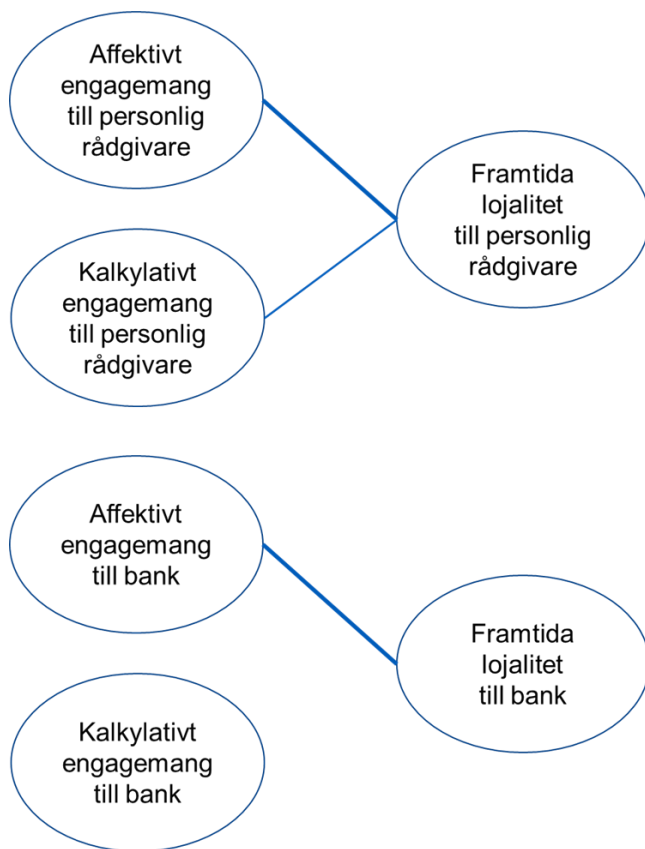 Affektivt
engagemang
till personlig
rådgivare
Framtida
lojalitet
till personlig
rådgivare
Kalkylativt
engagemang
till personlig
rådgivare
Affektivt
engagemang
till bank
Framtida
lojalitet
till bank
Kalkylativt
engagemang
till bank